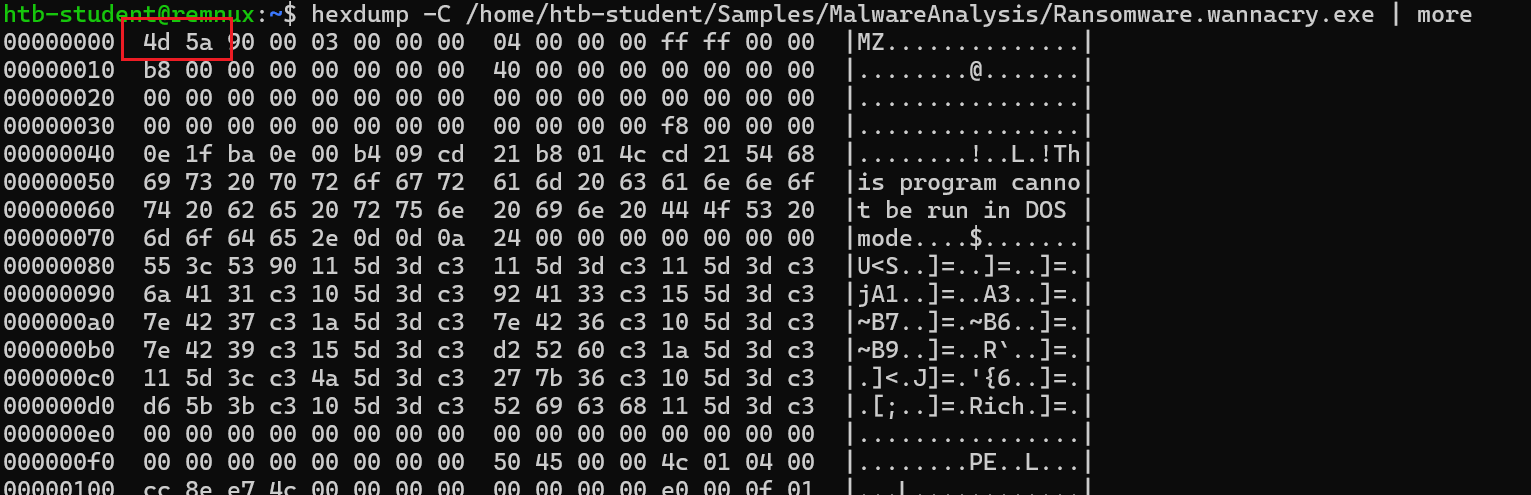 htb-student@remnux:~$ hexdump -C /home/htb-student/Samples/MalwareAnalysis/Ransomware.wannacry.exe | more
00000000  4d 5a 90 00 03 00 00 00  04 00 00 00 ff ff 00 00  |MZ..............|
00000010  b8 00 00 00 00 00 00 00  40 00 00 00 00 00 00 00  |........@.......|
00000020  00 00 00 00 00 00 00 00  00 00 00 00 00 00 00 00  |................|
00000030  00 00 00 00 00 00 00 00  00 00 00 00 f8 00 00 00  |................|
00000040  0e 1f ba 0e 00 b4 09 cd  21 b8 01 4c cd 21 54 68  |........!..L.!Th|
00000050  69 73 20 70 72 6f 67 72  61 6d 20 63 61 6e 6e 6f  |is program canno|
00000060  74 20 62 65 20 72 75 6e  20 69 6e 20 44 4f 53 20  |t be run in DOS |
00000070  6d 6f 64 65 2e 0d 0d 0a  24 00 00 00 00 00 00 00  |mode....$.......|
00000080  55 3c 53 90 11 5d 3d c3  11 5d 3d c3 11 5d 3d c3  |U<S..]=..]=..]=.|
00000090  6a 41 31 c3 10 5d 3d c3  92 41 33 c3 15 5d 3d c3  |jA1..]=..A3..]=.|
000000a0  7e 42 37 c3 1a 5d 3d c3  7e 42 36 c3 10 5d 3d c3  |~B7..]=.~B6..]=.|
000000b0  7e 42 39 c3 15 5d 3d c3  d2 52 60 c3 1a 5d 3d c3  |~B9..]=..R`..]=.|
000000c0  11 5d 3c c3 4a 5d 3d c3  27 7b 36 c3 10 5d 3d c3  |.]<.J]=.'{6..]=.|
000000d0  d6 5b 3b c3 10 5d 3d c3  52 69 63 68 11 5d 3d c3  |.[;..]=.Rich.]=.|
000000e0  00 00 00 00 00 00 00 00  00 00 00 00 00 00 00 00  |................|
000000f0  00 00 00 00 00 00 00 00  50 45 00 00 4c 01 04 00  |........PE..L...|
00000100  cc 8e e7 4c 00 00 00 00  00 00 00 00 e0 00 0f 01  |...L............|